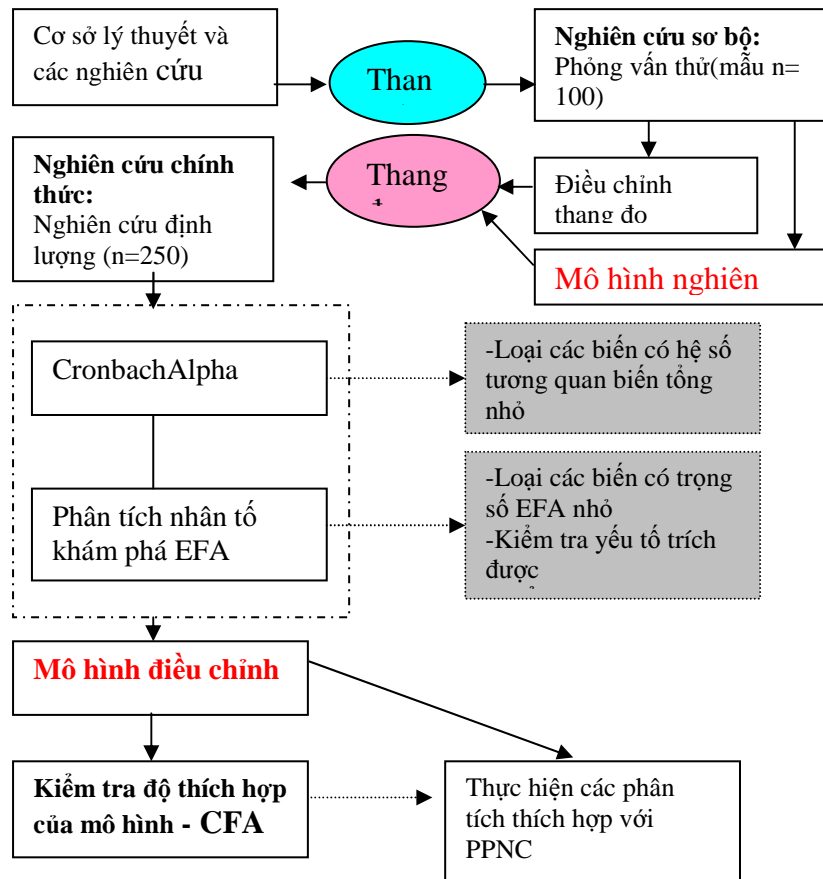 Cơ sở lý thuyết và
các nghiên cứu
Than
Nghiên cứu sơ bộ:
Phỏng vấn thử(mẫu n=
100)
Nghiên cứu chính
thức:
Nghiên cứu định
lượng (n=250)
Thang
Điều chỉnh
thang đo
Mô hình nghiên
CronbachAlpha
-Loại các biến có hệ số
tương quan biến tổng
nhỏ
Phân tích nhân tố
khám phá EFA
-Loại các biến có trọng
số EFA nhỏ
-Kiểm tra yếu tố trích
được
Mô hình điều chỉnh
Kiểm tra độ thích hợp
của mô hình - CFA
Thực hiện các phân
tích thích hợp với
PPNC